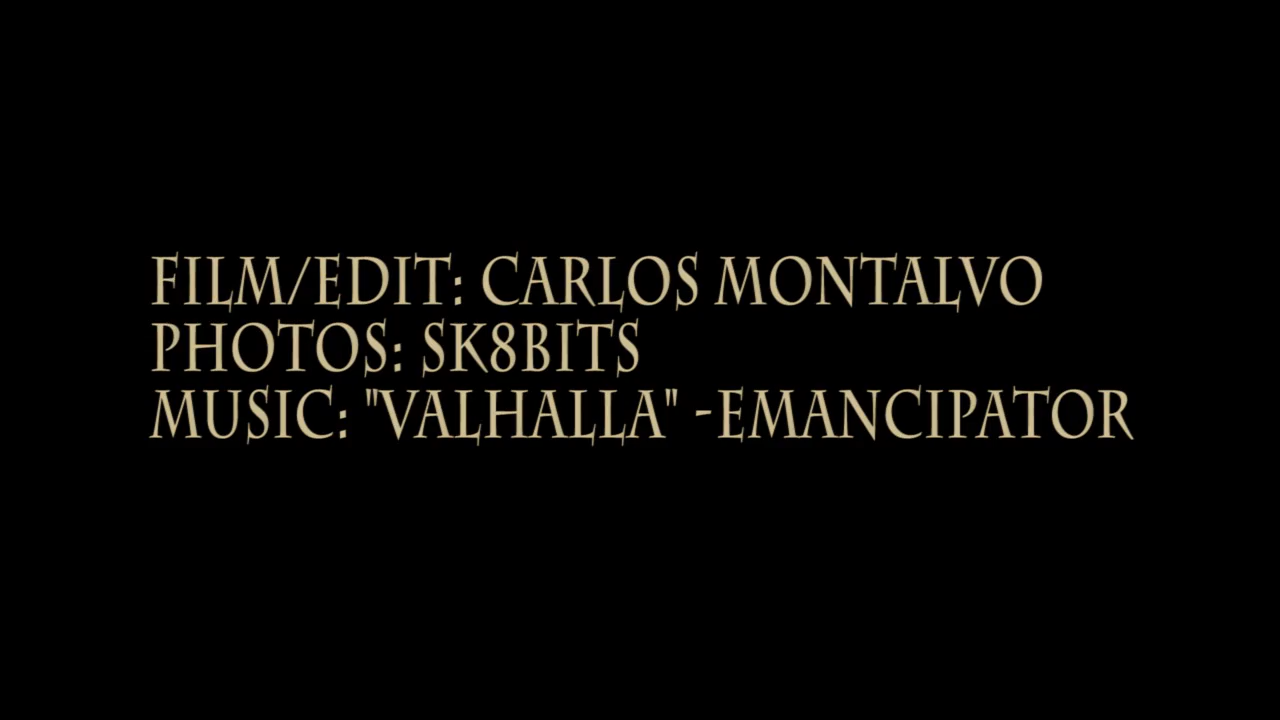 FILM/EDIT: CARLOS MONTALVO
PHOTOS: SK8BITS
MUSIC: "VALHALLA" -EMANCIPATOR